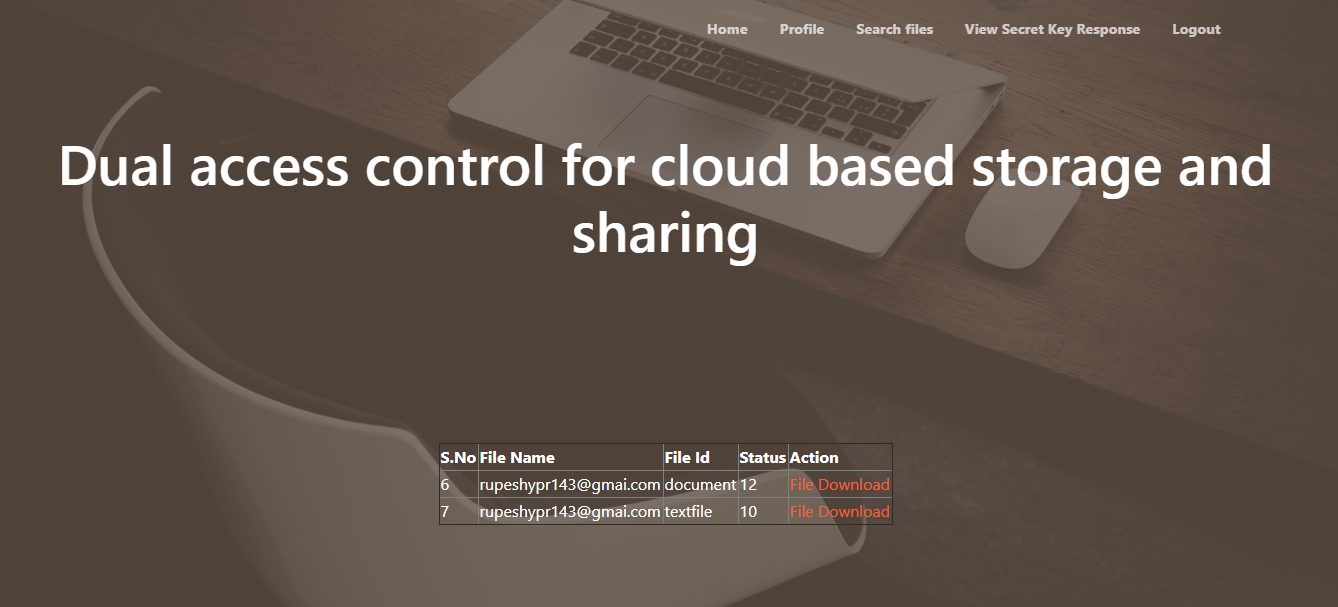 Home Profile Search files View Secret Key Response Logout
Dual access control for cloud based storage and
sharing
S.No File Name File Id Status Action
6 rupeshypr143@gmai.com document 12 File Download
7 rupeshypr143@gmai.com textfile 10 File Download